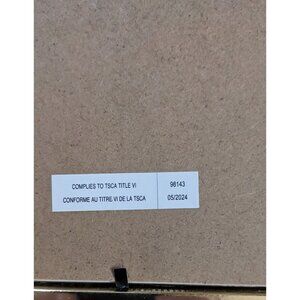 COMPLIES TO TSCA TITLE VI 98143
CONFORME AU TITRE VI DE LA TSCA 05/2024